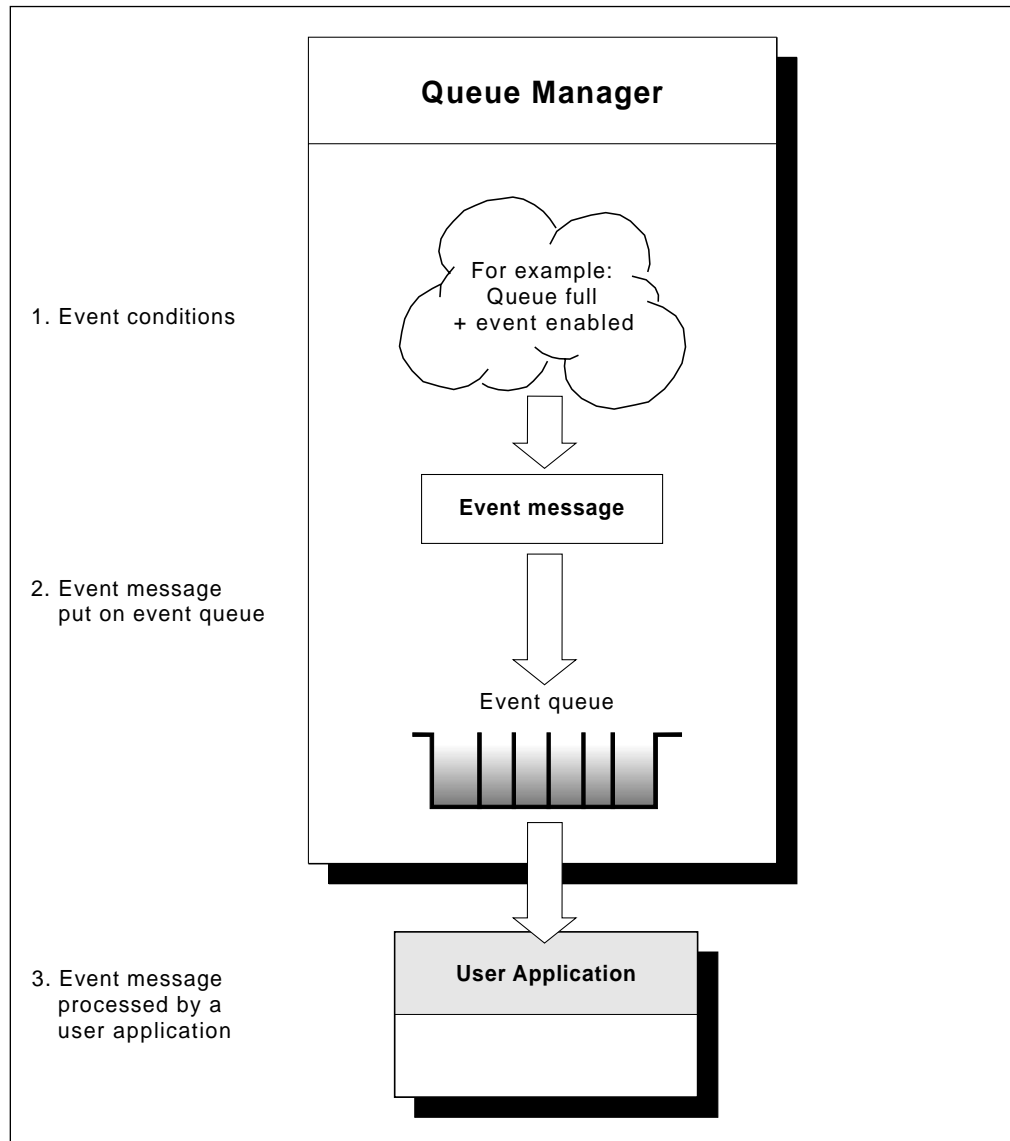 Queue Manager
For example:
Queue full
+ event enabled
1. Event conditions
Event message
2. Event message
put on event queue
Event queue
User Application
3. Event message
processed by a
user application